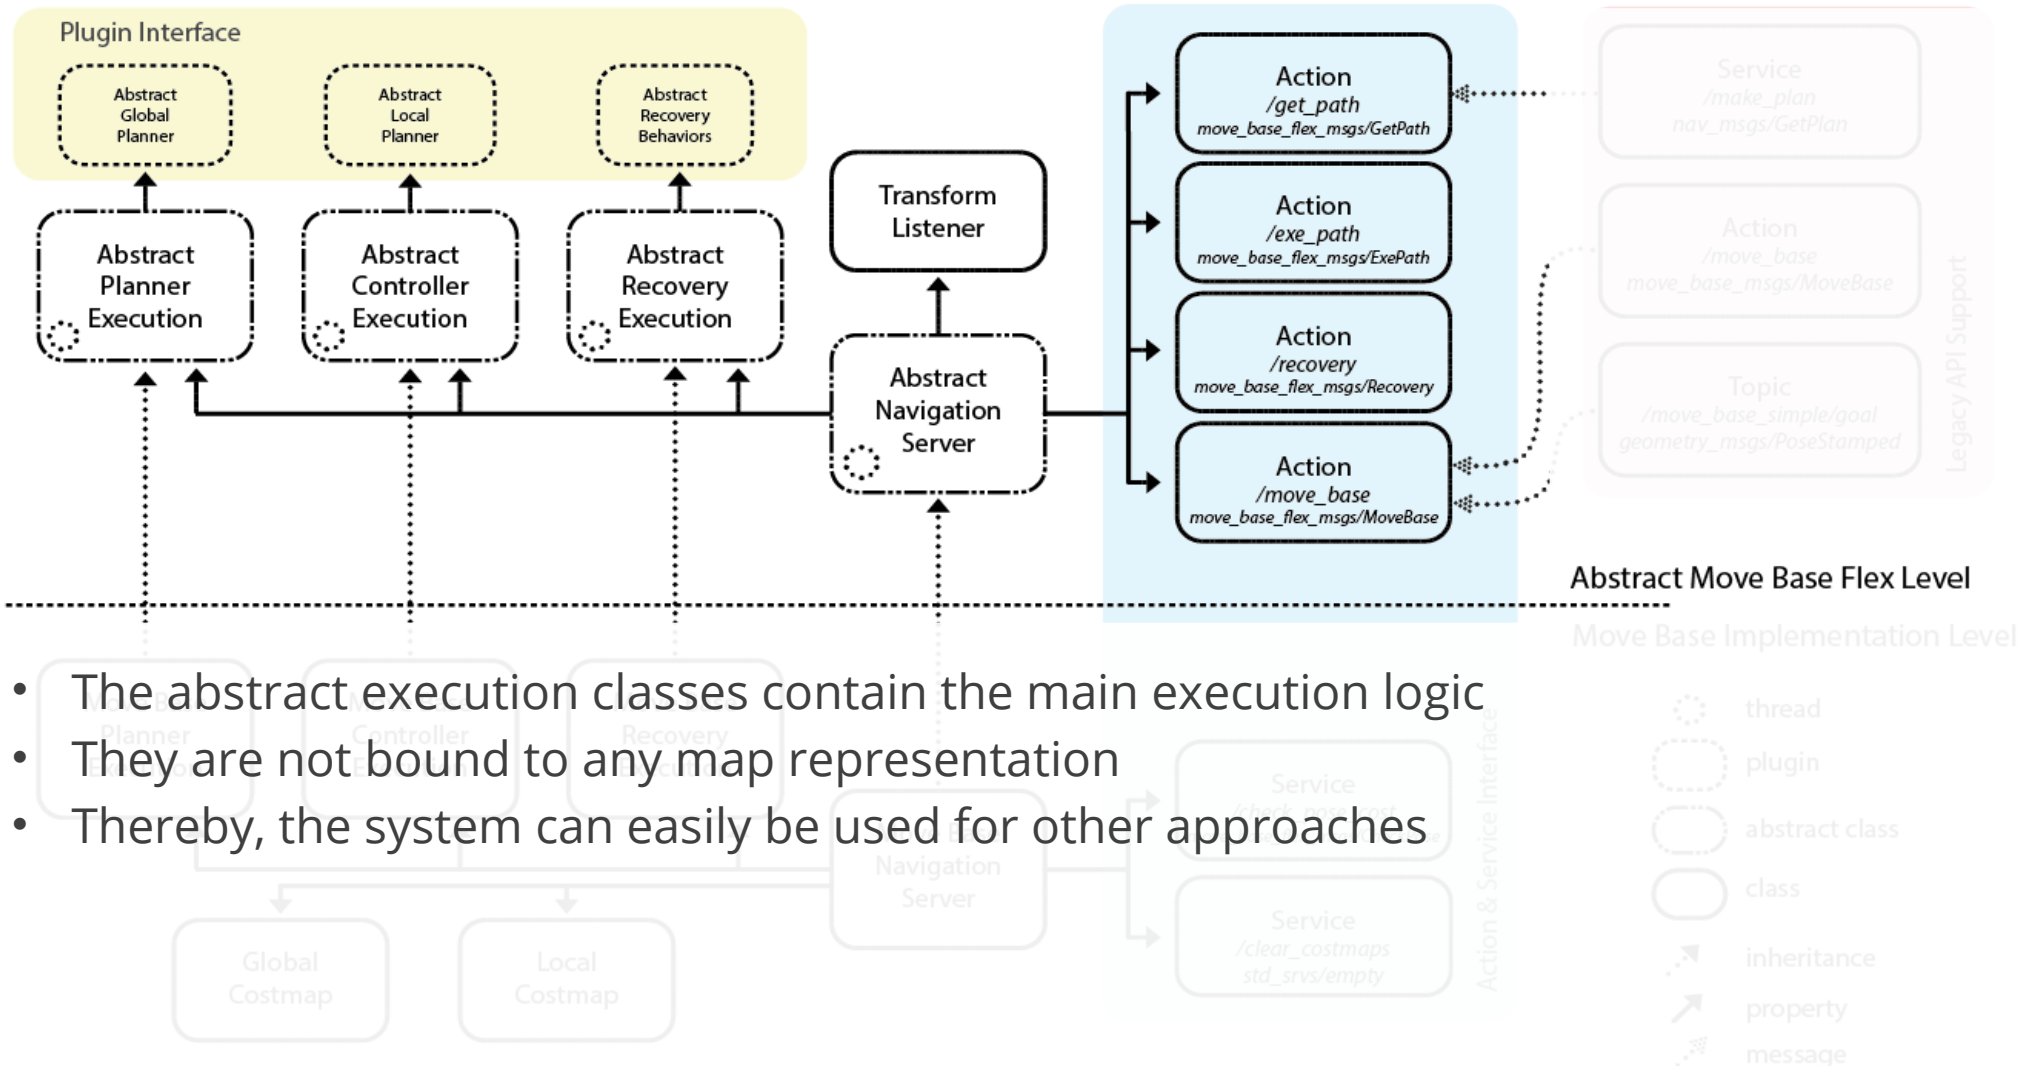 Plugin Interface
Abstract
Global
Planner
Abstract
Local
Planner
Abstract
Recovery
Behaviors
Abstract
Planner
Execution
Abstract
Controller
Execution
Abstract
Recovery
Execution
Transform
Listener
Abstract
Navigation
Server
Action
/get_path
move_base_flex_msgs/GetPath
Action
/exe_path
move_base_flex_msgs/ExePath
Action
/recovery
move_base_flex_msgs/Recovery
Action
/move_base
move_base_flex_msgs/MoveBase
Service
/make_plan
nav_msgs/GetPlan
Action
/move_base
move_base_msgs/MoveBase
Topic
/move_base_simple/goal
geometry_msgs/PoseStamped
Legacy API Support
Abstract Move Base Flex Level
Move Base Implementation Level
• The abstract execution classes contain the main execution logic
• They are not bound to any map representation
• Thereby, the system can easily be used for other approaches
Planner
Controller
Recovery
Navigation
Server
Global
Costmap
Local
Costmap
Service
/check_pose_cost
Service
/clear_costmaps
std_srvs/empty
Action & Service Interface
thread
plugin
abstract class
class
inheritance
property
message